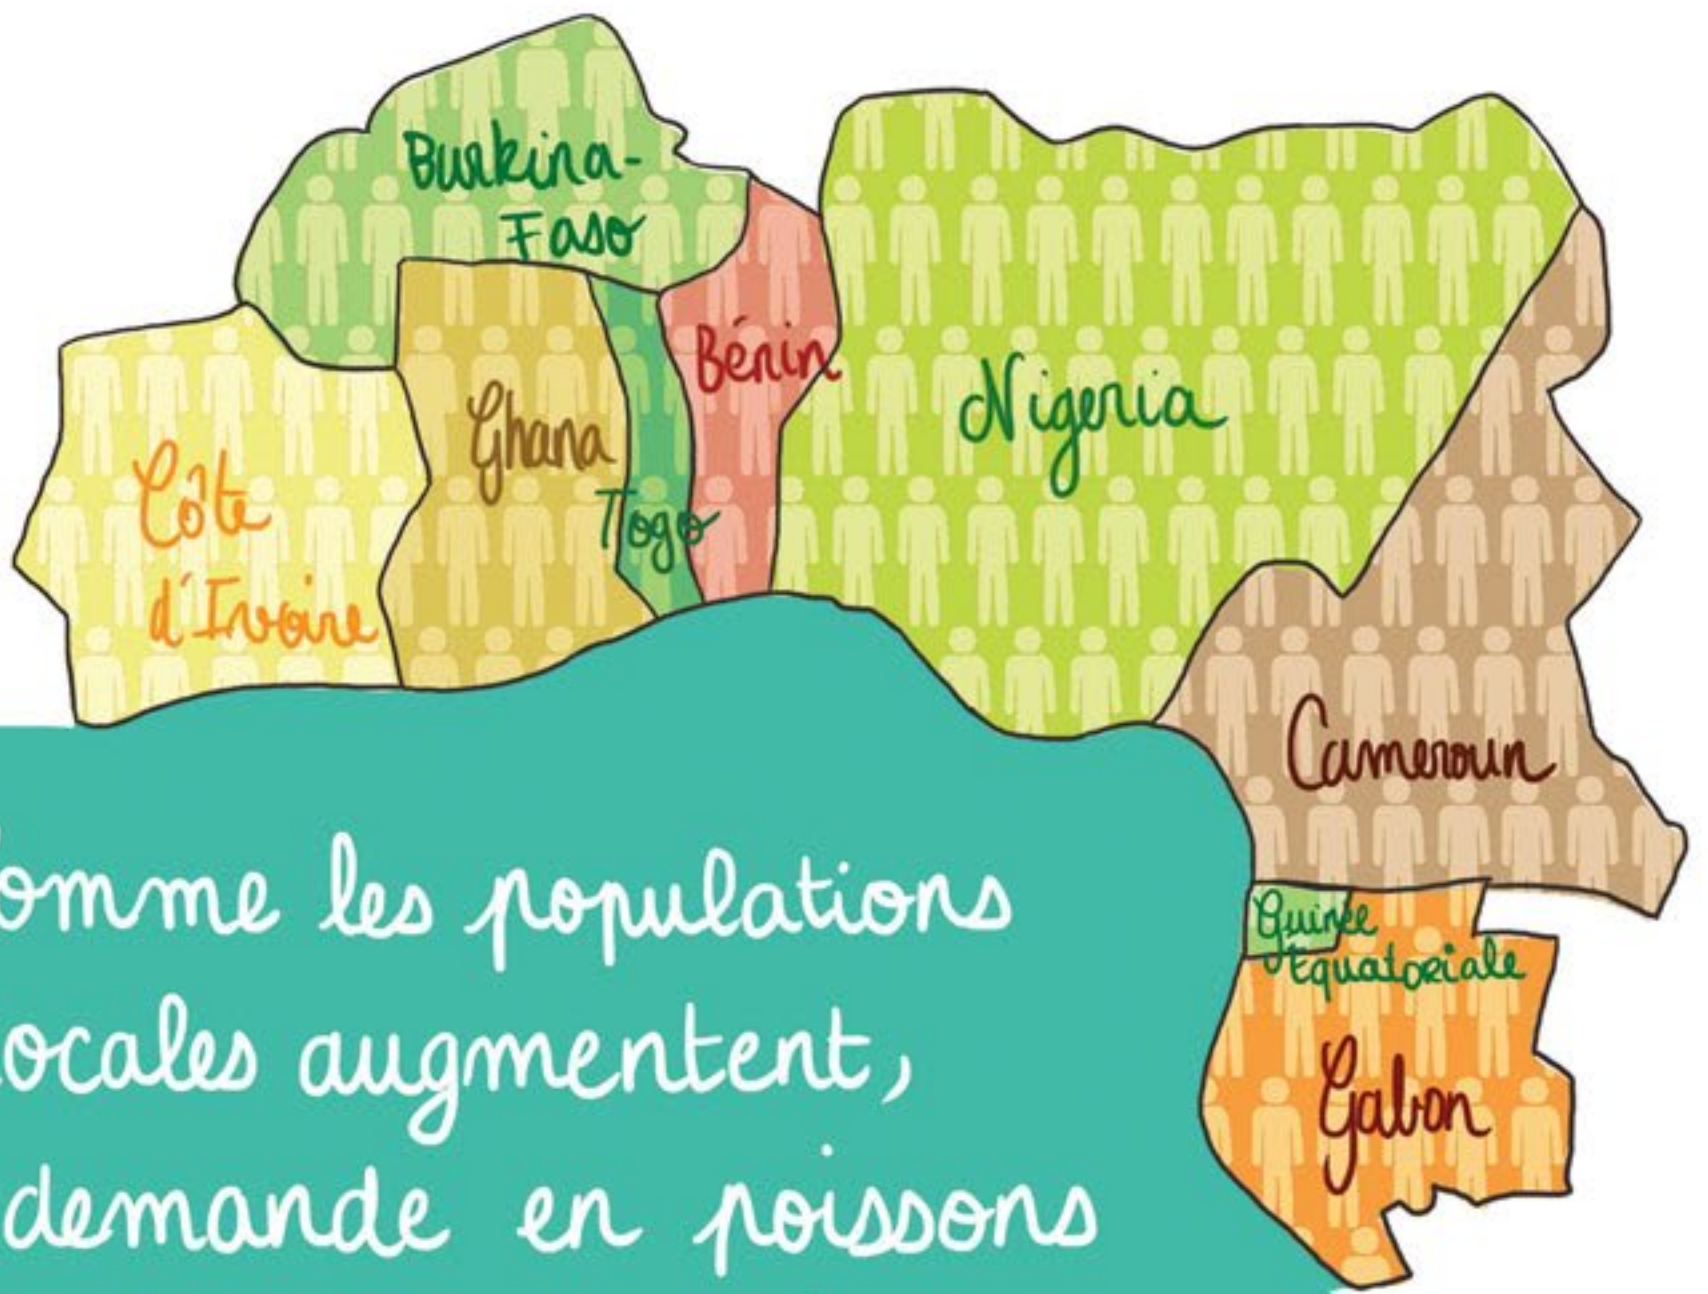 Burkina-
Faso
Bénin
Nigeria
Ghana
Togo
Côte
d'Ivoire
Cameroun
Guinée
Equatoriale
Gabon
omme les populations
ocales augmentent,
demande en poissons